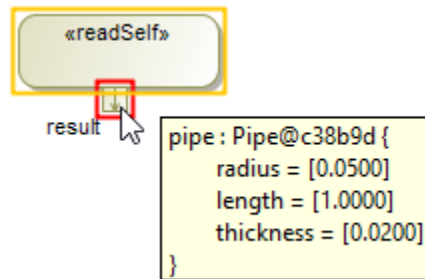 «readSelf»
result
pipe : Pipe@c38b9d {
radius = [0.0500]
length = [1.0000]
thickness = [0.0200]
}